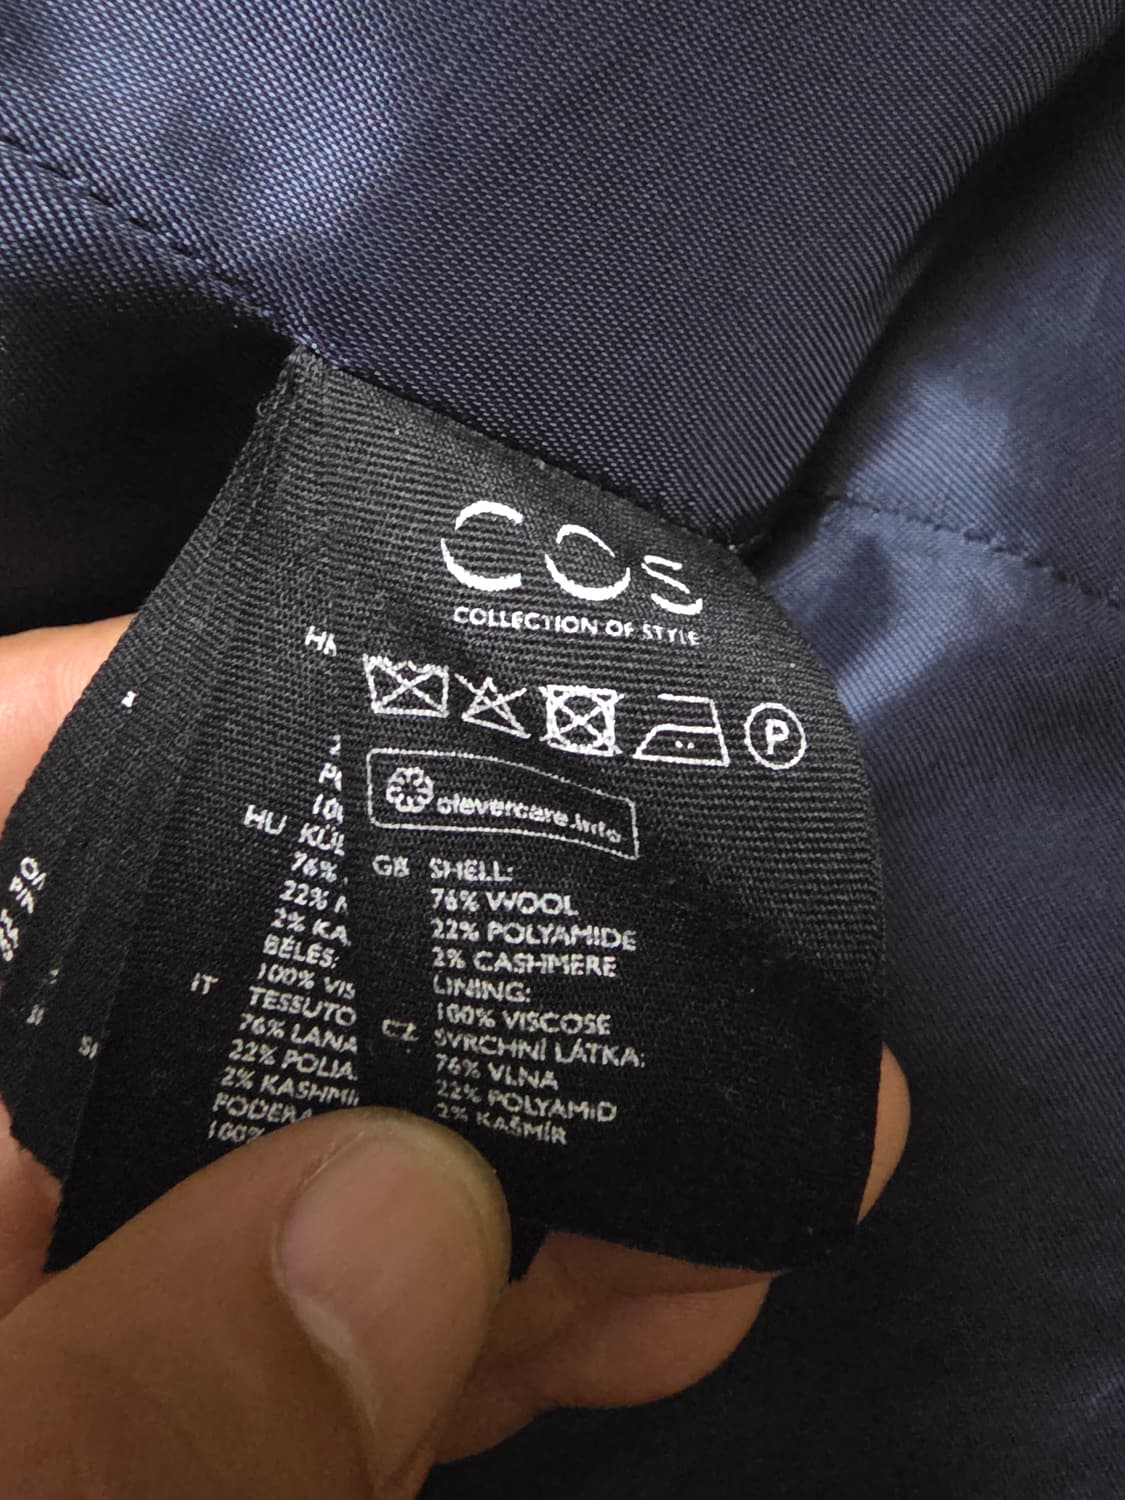 COS
COLLECTION OF STYLE
P
clevercare.info
GB SHELL:
76% WOOL
22% POLYAMIDE
2% CASHMERE
LINING:
100% VISCOSE
CZ SVRCHNÍ LÁTKA:
76% VLNA
22% POLYAMID
2% KAŠMÍR
HU
76%
22%
2% KA
BÉLÉS:
100% VIS
IT TESSUTO
76% LANA
22% POLIA
2% KASHMI
FODERA
100%